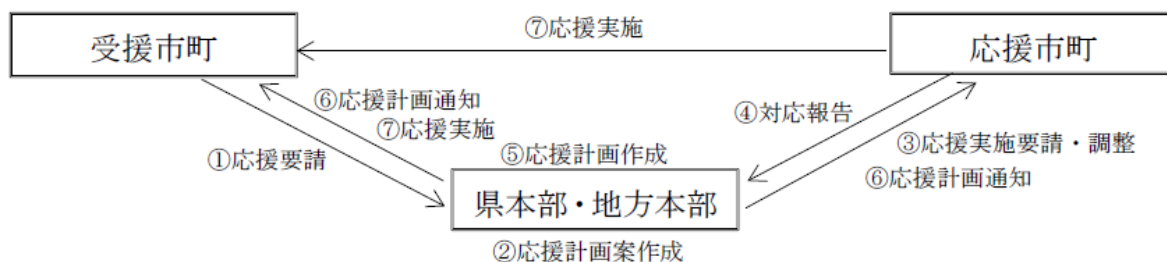 ⑦応援実施
受援市町
応援市町
⑥応援計画通知
⑦応援実施
④対応報告
①応援要請
⑤応援計画作成
③応援実施要請・調整
⑥応援計画通知
県本部・地方本部
②応援計画案作成